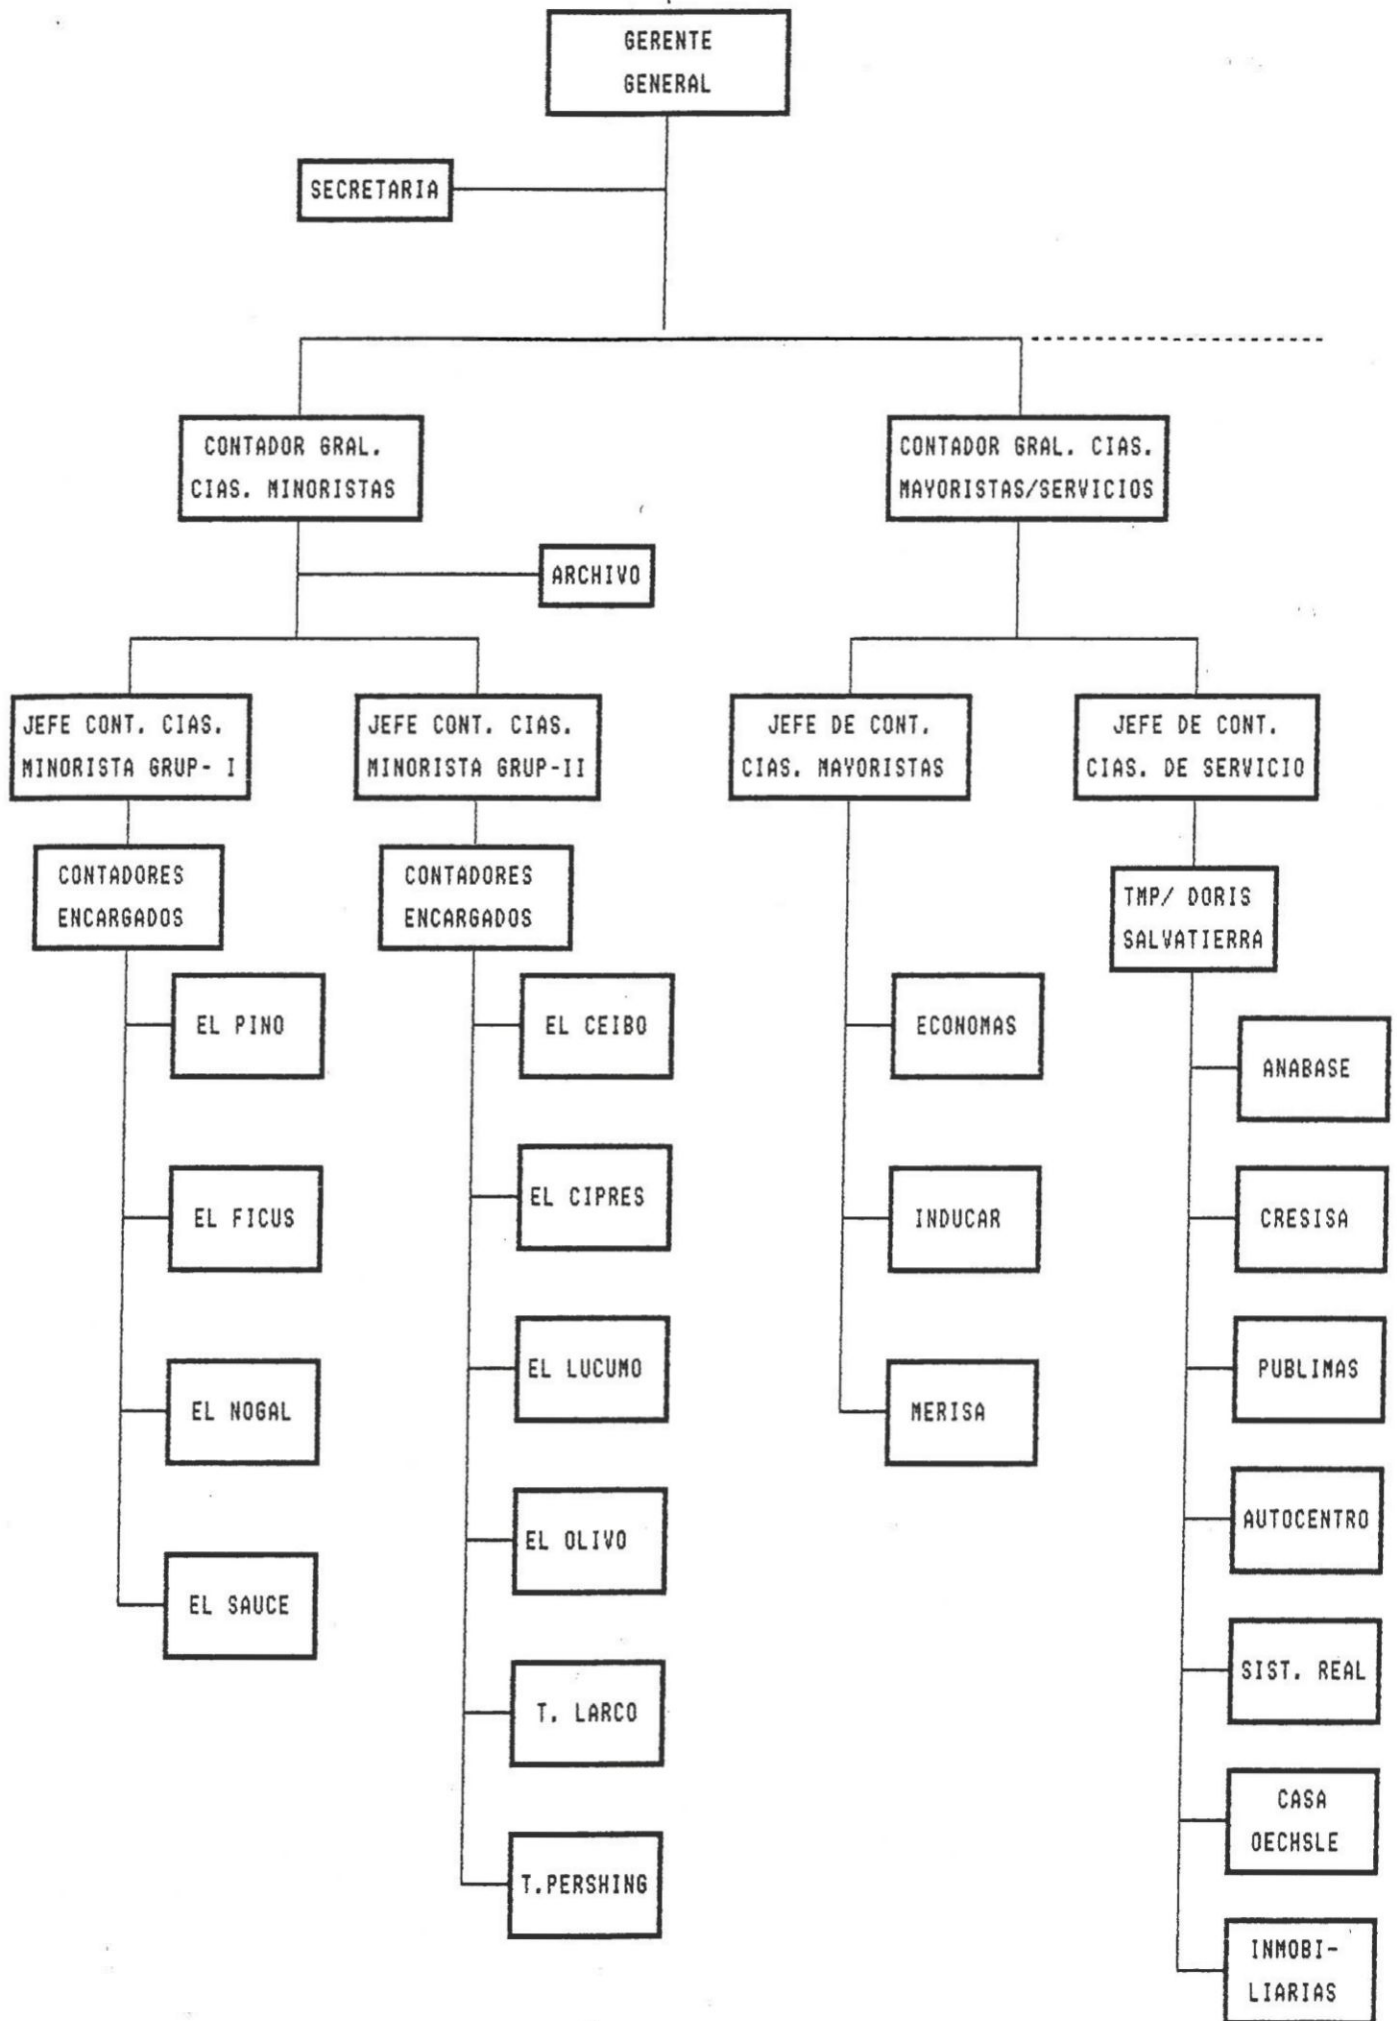 GERENTE
GENERAL
SECRETARIA
CONTADOR GRAL.
CIAS. MINORISTAS
CONTADOR GRAL. CIAS.
MAYORISTAS/SERVICIOS
ARCHIVO
JEFE CONT. CIAS.
MINORISTA GRUP- I
JEFE CONT. CIAS.
MINORISTA GRUP-II
JEFE DE CONT.
CIAS. MAYORISTAS
JEFE DE CONT.
CIAS. DE SERVICIO
CONTADORES
ENCARGADOS
CONTADORES
ENCARGADOS
TMP/ DORIS
SALVATIERRA
EL PINO
EL FICUS
EL NOGAL
EL SAUCE
EL CEIBO
EL CIPRES
EL LUCUMO
EL OLIVO
T. LARCO
T.PERSHING
ECONOMAS
INDUCAR
MERISA
ANABASE
CRESISA
PUBLIMAS
AUTOCENTRO
SIST. REAL
CASA
OECHSLE
INMOBI-
LIARIAS